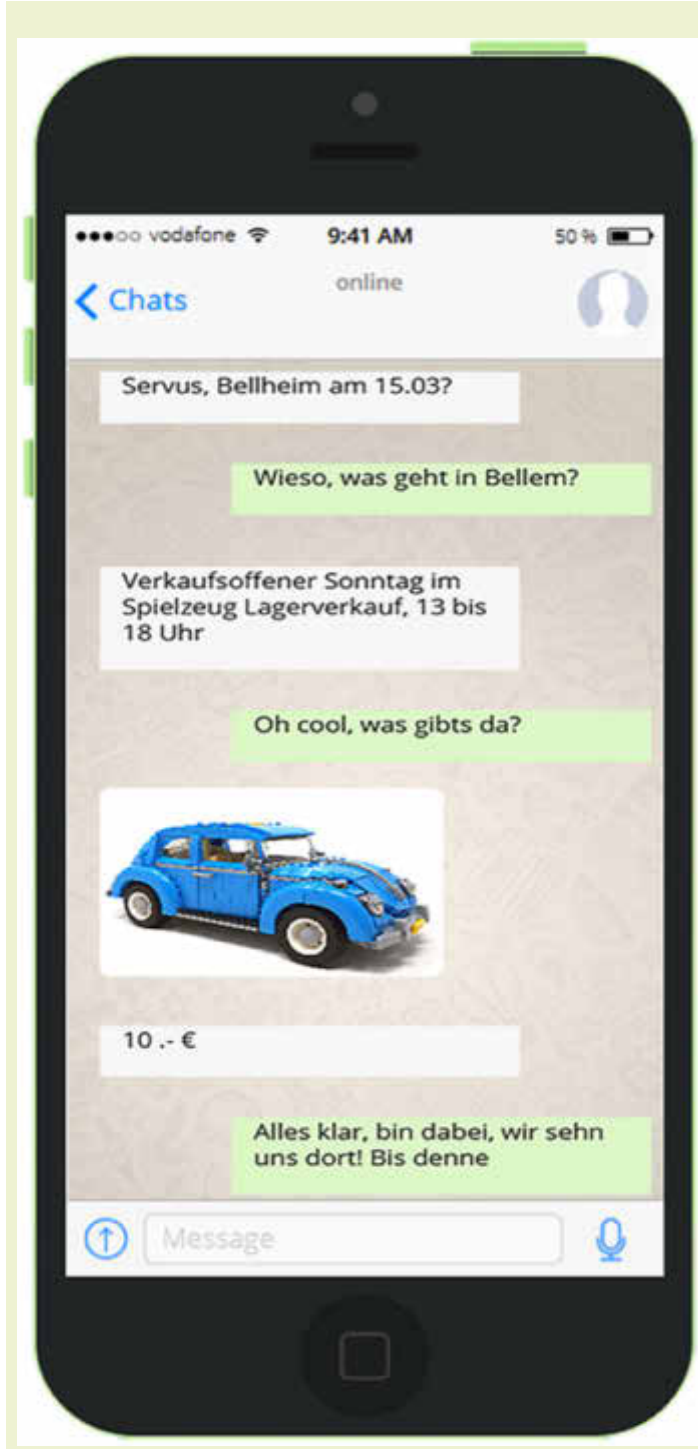 vodafone 9:41 AM 50 %
online
Chats
Servus, Bellheim am 15.03?
Wieso, was geht in Bellem?
Verkaufsoffener Sonntag im
Spielzeug Lagerverkauf, 13 bis
18 Uhr
Oh cool, was gibts da?
10 .- €
Alles klar, bin dabei, wir sehn
uns dort! Bis denne
Message